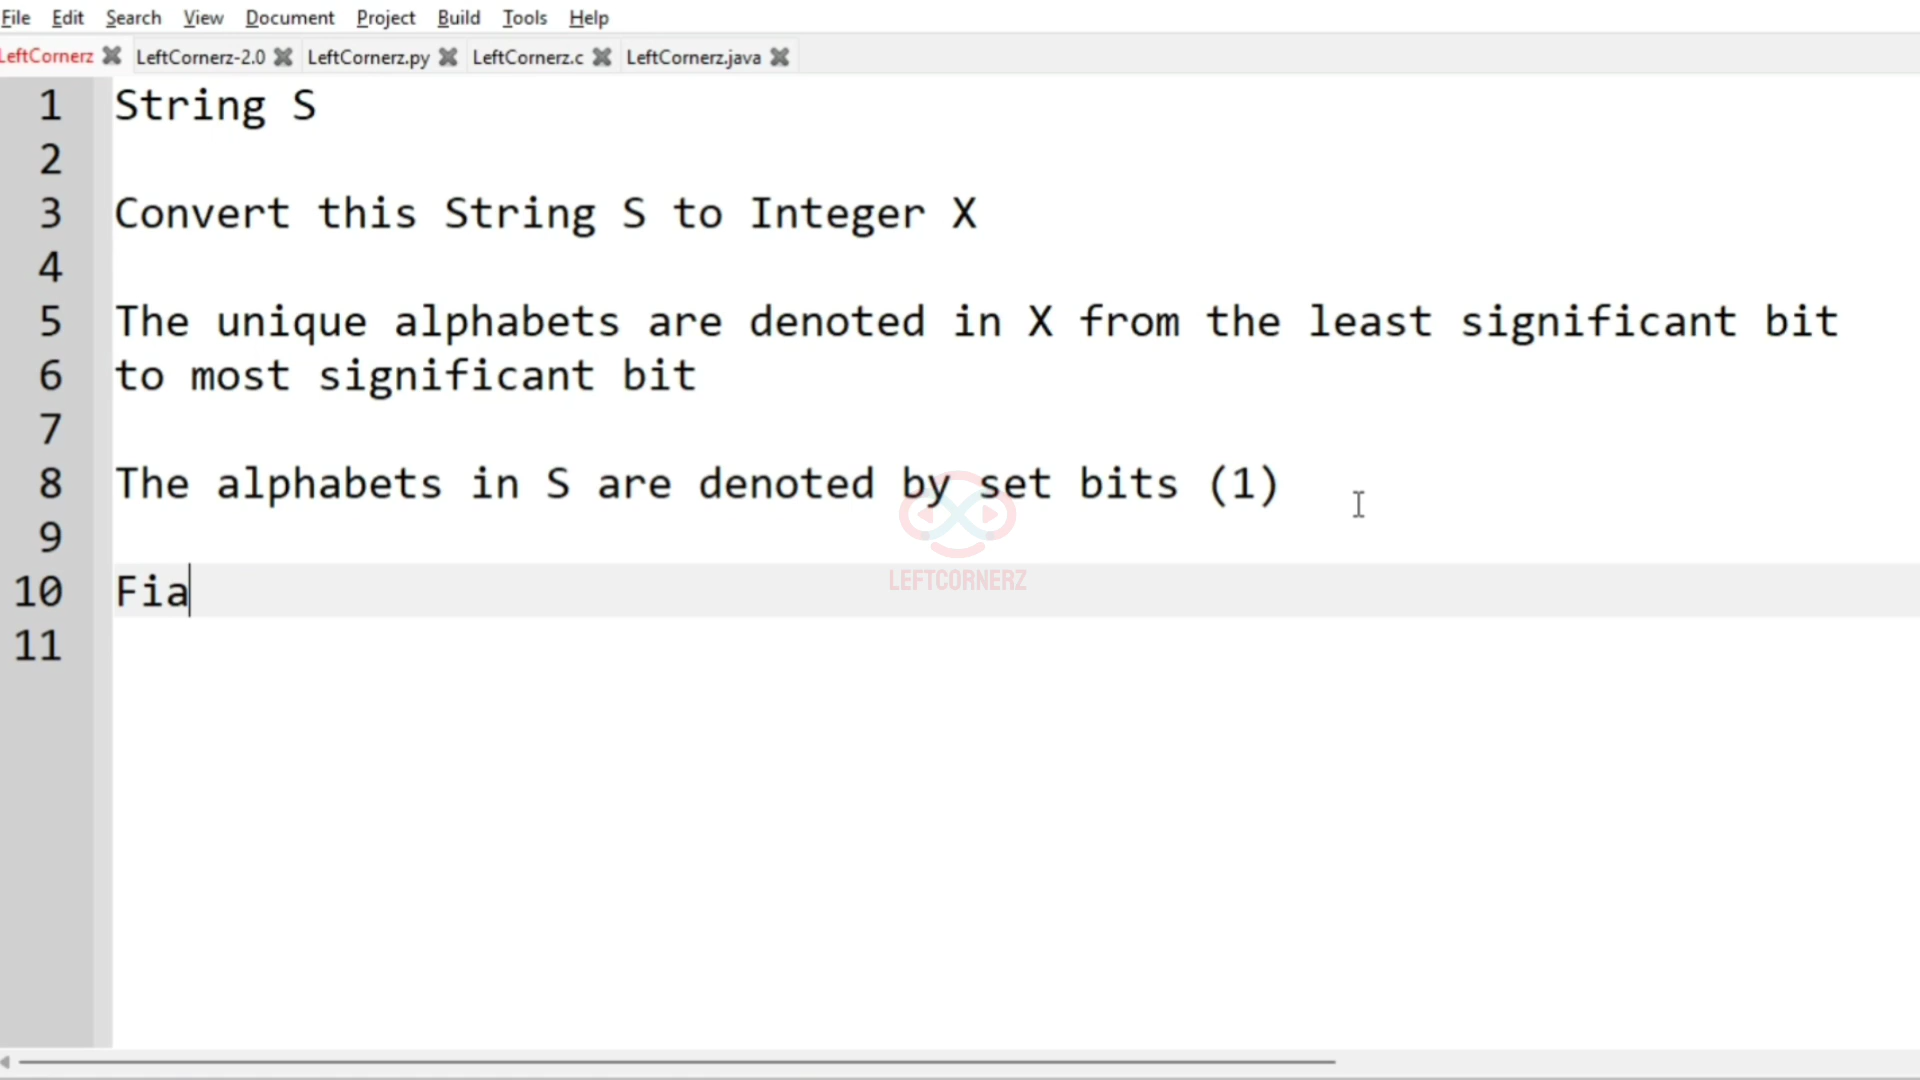 File Edit Search View Document Project Build Tools Help
LeftCornerz LeftCornerz-2.0 LeftCornerz.py LeftCornerz.c LeftCornerz.java
1 String S
2
3 Convert this String S to Integer X
4
5 The unique alphabets are denoted in X from the least significant bit
6 to most significant bit
7
8 The alphabets in S are denoted by set bits (1)
9
LEFTCORNERZ
10 Fia
11